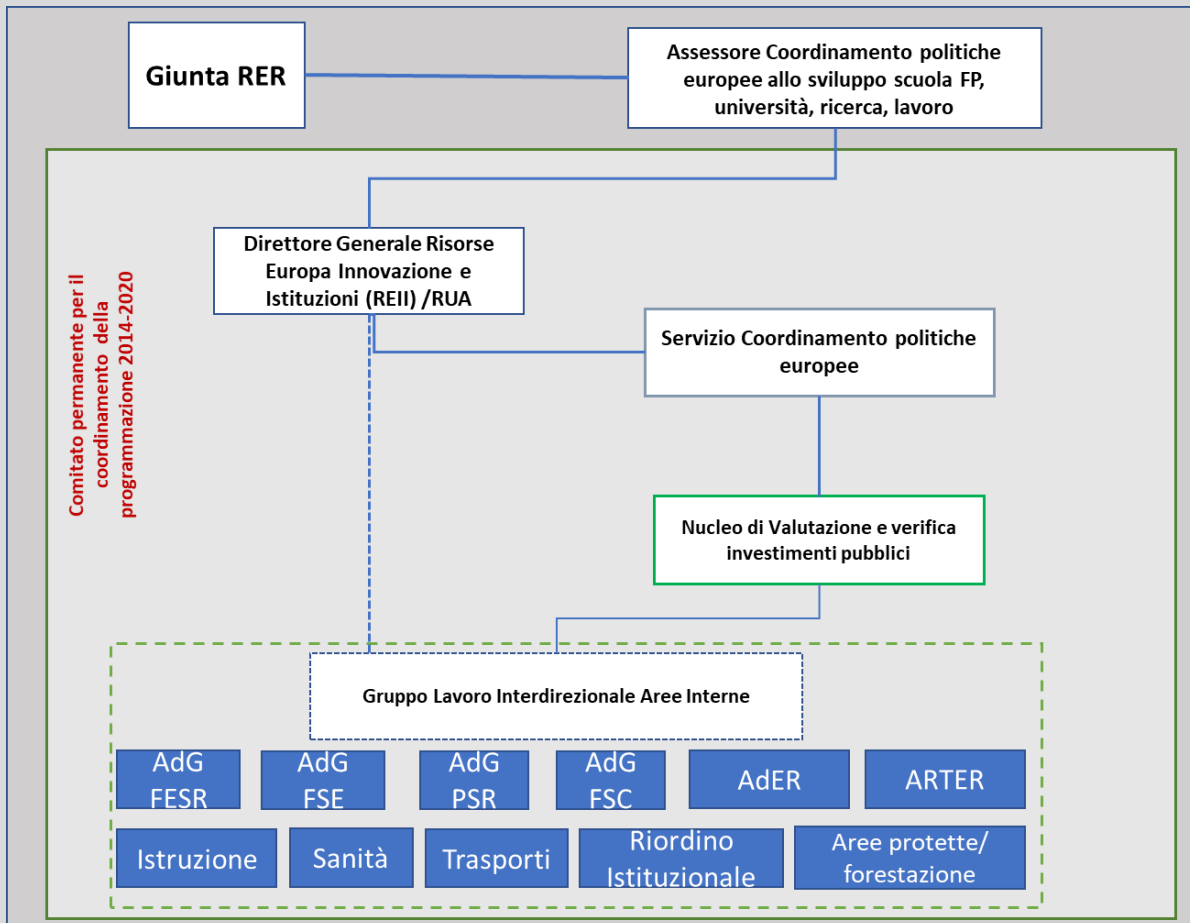 Giunta RER
Assessore Coordinamento politiche
europee allo sviluppo scuola FP,
università, ricerca, lavoro
Comitato permanente per il
coordinamento della
programmazione 2014-2020
Direttore Generale Risorse
Europa Innovazione e
Istituzioni (REII) /RUA
Servizio Coordinamento politiche
europee
Nucleo di Valutazione e verifica
investimenti pubblici
Gruppo Lavoro Interdirezionale Aree Interne
AdG
FESR
AdG
FSE
AdG
PSR
AdG
FSC
AdER
ARTER
Istruzione
Sanità
Trasporti
Riordino
Istituzionale
Aree protette/
forestazione